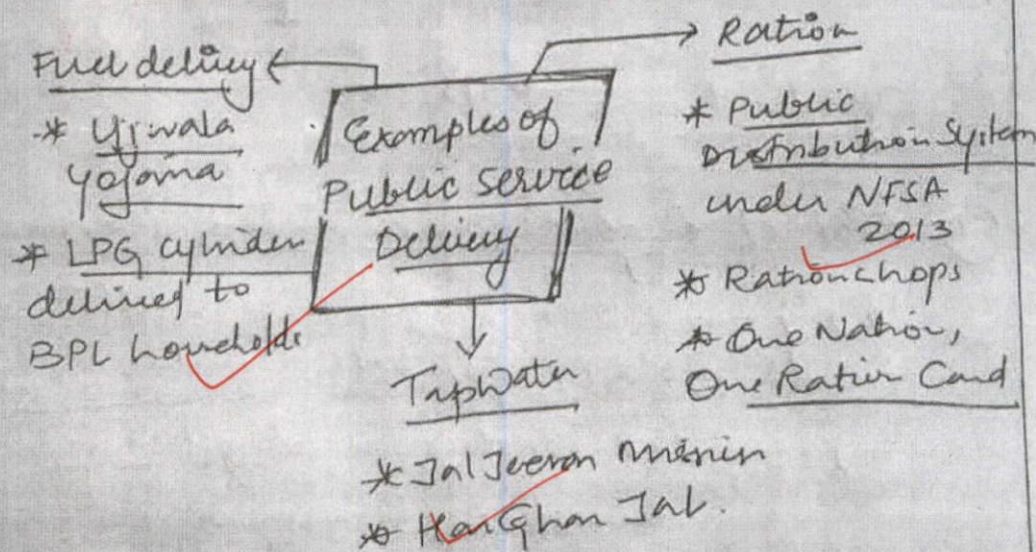 Examples of
Public Service
Delivery
Fuel delivery
* Ujjwala
Yojana
* LPG cylinder
delivered to
BPL households
Ration
* Public
Distribution System
under NFSA
2013
* Ration shops
* One Nation,
One Ration Card
Tap Water
* Jal Jeevan Mission
* Har Ghar Jal.